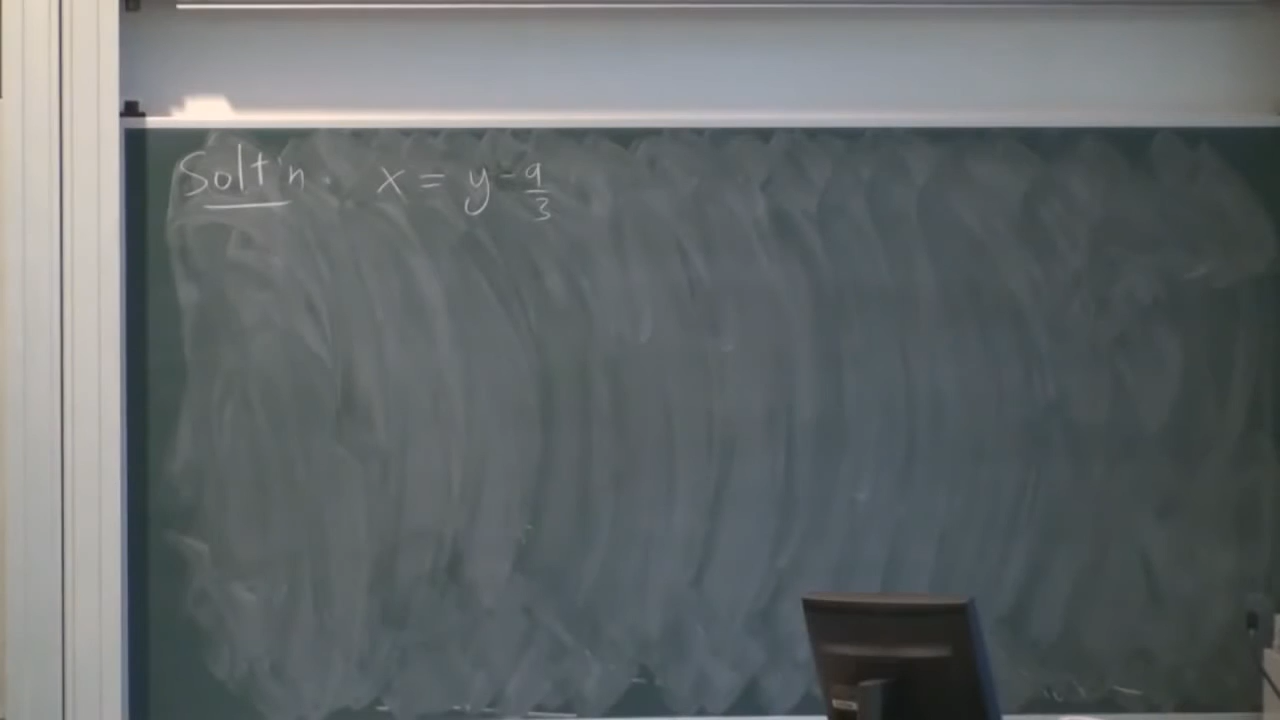 Solt'n. x = y - a/3